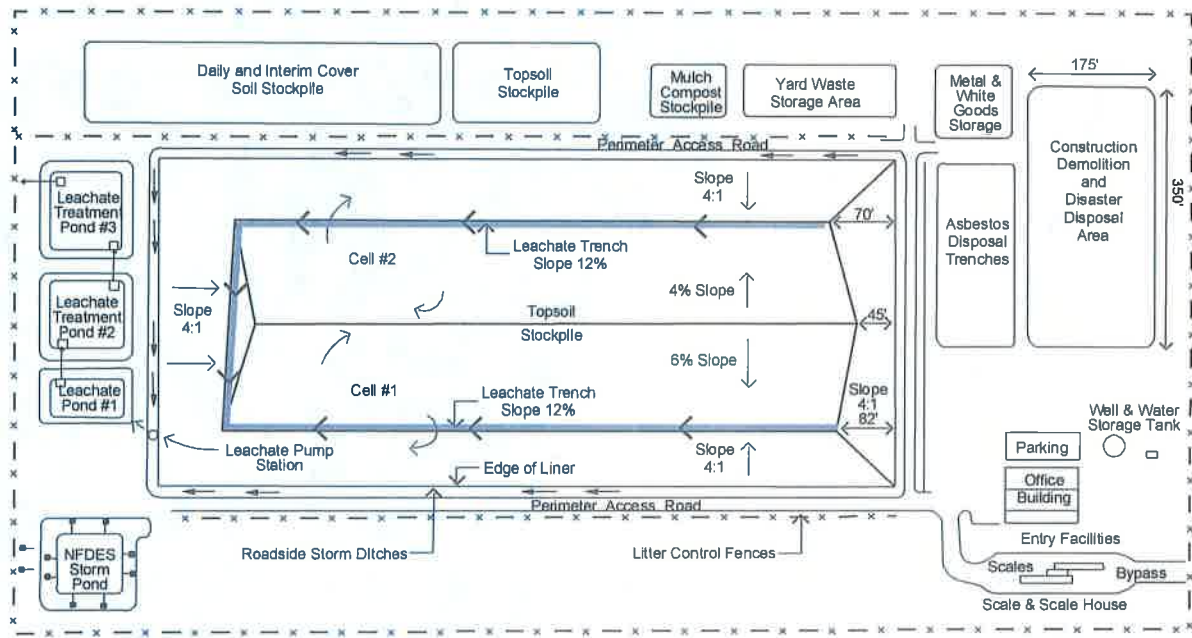 Daily and Interim Cover
Soil Stockpile
Topsoil
Stockpile
Mulch
Compost
Stockpile
Yard Waste
Storage Area
Metal &
White
Goods
Storage
175'
Construction
Demolition
and
Disaster
Disposal
Area
350'
Perimeter Access Road
Leachate
Treatment
Pond #3
Slope
4:1
70'
Asbestos
Disposal
Trenches
Leachate Trench
Slope 12%
Cell #2
Leachate
Treatment
Pond #2
Slope
4:1
4% Slope
Topsoil
Stockpile
45'
6% Slope
Leachate
Pond #1
Cell #1
Leachate Trench
Slope 12%
Slope
4:1
82'
Leachate Pump
Station
Edge of Liner
Slope
4:1
Well & Water
Storage Tank
Parking
Office
Building
Perimeter Access Road
Roadside Storm Ditches
Litter Control Fences
Entry Facilities
NFDES
Storm
Pond
Scales
Bypass
Scale & Scale House